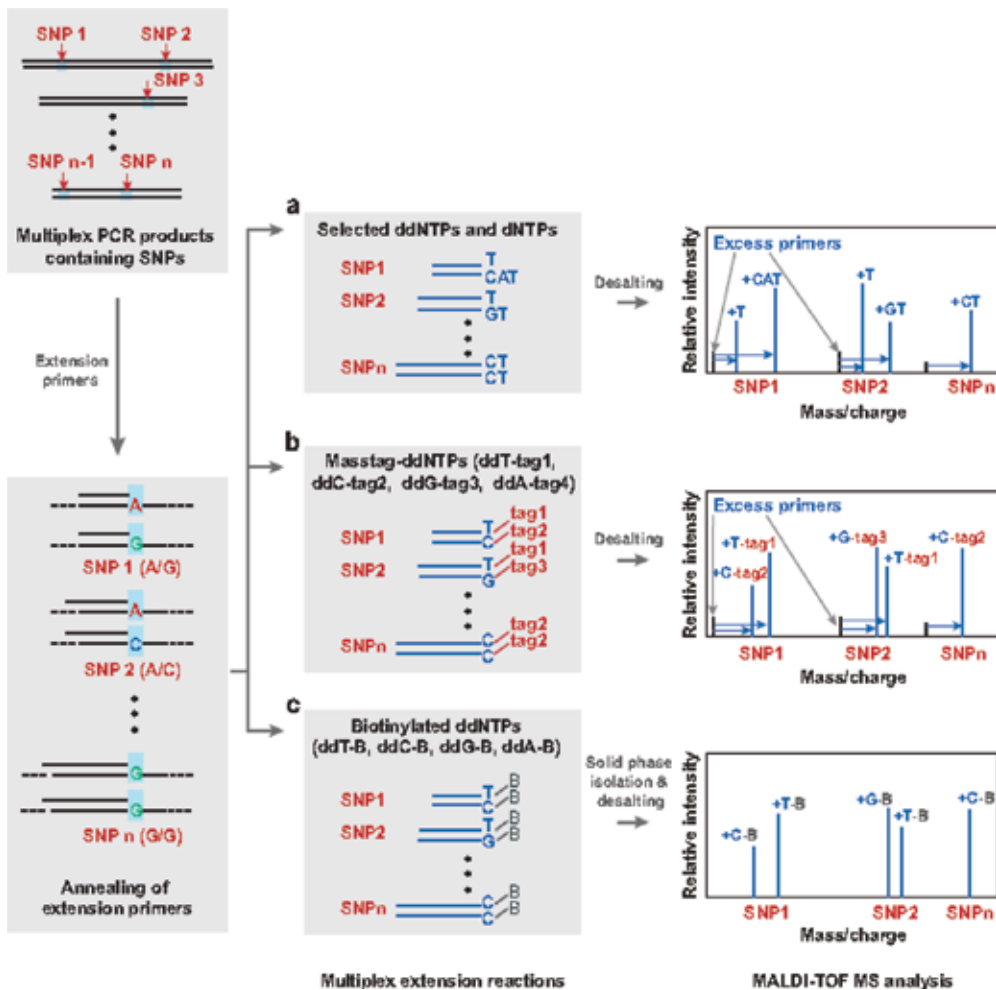 SNP 1
SNP 2
SNP 3
SNP n-1
SNP n
Multiplex PCR products
containing SNPs
Extension
primers
A
G
SNP 1 (A/G)
A
C
SNP 2 (A/C)
G
G
SNP n (G/G)
Annealing of
extension primers
a
Selected ddNTPs and dNTPs
SNP1
T
CAT
SNP2
T
GT
SNPn
CT
CT
Desalting
Relative intensity
Excess primers
+T
+CAT
+T
+GT
+CT
SNP1
SNP2
SNPn
Mass/charge
b
Masstag-ddNTPs (ddT-tag1,
ddC-tag2, ddG-tag3, ddA-tag4)
SNP1
T
tag1
C
tag2
SNP2
T
tag1
G
tag3
SNPn
C
tag2
C
tag2
Desalting
Relative intensity
Excess primers
+T-tag1
+C-tag2
+G-tag3
+T-tag1
+C-tag2
SNP1
SNP2
SNPn
Mass/charge
c
Biotinylated ddNTPs
(ddT-B, ddC-B, ddG-B, ddA-B)
SNP1
T
B
C
B
SNP2
T
B
G
B
SNPn
C
B
C
B
Solid phase
isolation &
desalting
Relative intensity
+C-B
+T-B
+G-B
+T-B
+C-B
SNP1
SNP2
SNPn
Mass/charge
Multiplex extension reactions
MALDI-TOF MS analysis